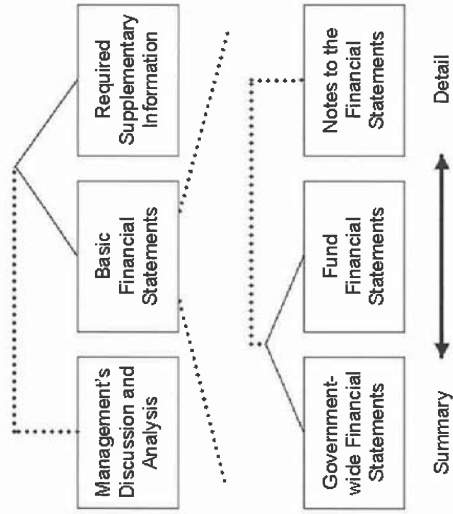 Management's
Discussion and
Analysis
Basic
Financial
Statements
Required
Supplementary
Information
Government-
wide Financial
Statements
Fund
Financial
Statements
Notes to the
Financial
Statements
Summary
Detail